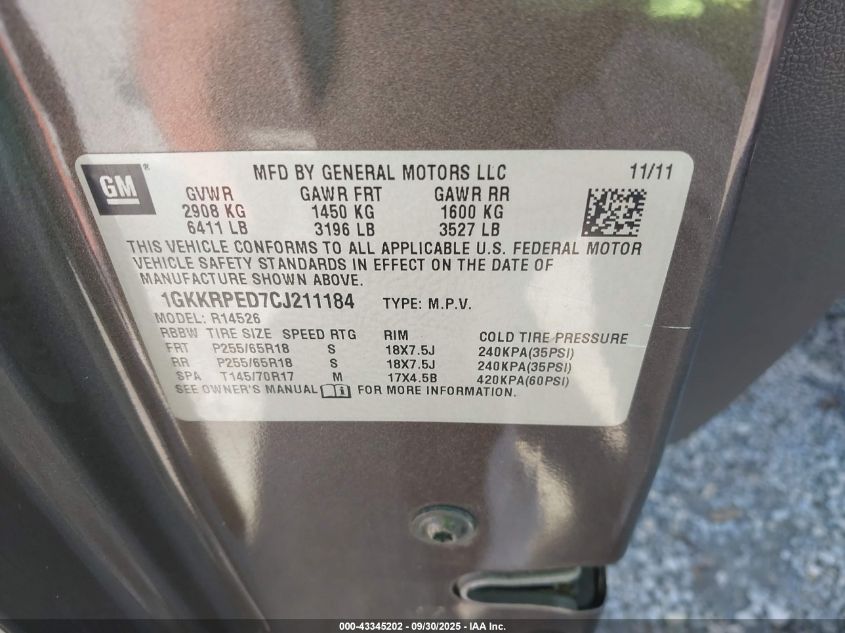 GM ® MFD BY GENERAL MOTORS LLC 11/11
GVWR GAWR FRT GAWR RR
2908 KG 1450 KG 1600 KG
6411 LB 3196 LB 3527 LB
THIS VEHICLE CONFORMS TO ALL APPLICABLE U.S. FEDERAL MOTOR
VEHICLE SAFETY STANDARDS IN EFFECT ON THE DATE OF
MANUFACTURE SHOWN ABOVE.
1GKKRPED7CJ211184 TYPE: M.P.V.
MODEL: R14526
RBBW TIRE SIZE SPEED RTG RIM COLD TIRE PRESSURE
FRT P255/65R18 S 18X7.5J 240KPA(35PSI)
RR P255/65R18 S 18X7.5J 240KPA(35PSI)
SPA T145/70R17 M 17X4.5B 420KPA(60PSI)
SEE OWNER'S MANUAL FOR MORE INFORMATION.
000-43345202 - 09/30/2025 - IAA Inc.